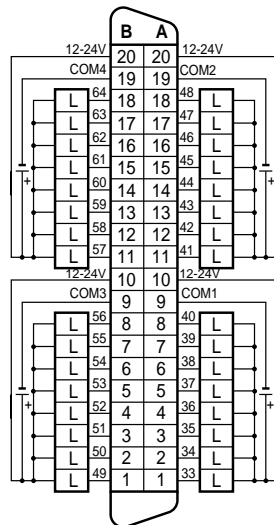 B A
12-24V 20 20 12-24V
COM4 19 19 COM2
L 64 18 18 48 L
L 63 17 17 47 L
L 62 16 16 46 L
L 61 15 15 45 L
+ L 60 14 14 44 L +
L 59 13 13 43 L
L 58 12 12 42 L
L 57 11 11 41 L
12-24V 10 10 12-24V
COM3 9 9 COM1
L 56 8 8 40 L
L 55 7 7 39 L
L 54 6 6 38 L
L 53 5 5 37 L
+ L 52 4 4 36 L +
L 51 3 3 35 L
L 50 2 2 34 L
L 49 1 1 33 L